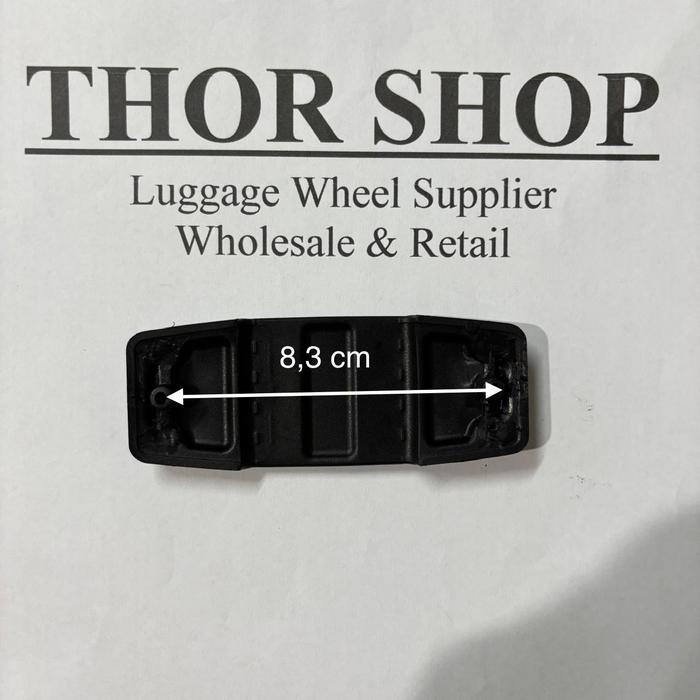 THOR SHOP
Luggage Wheel Supplier
Wholesale & Retail
8,3 cm